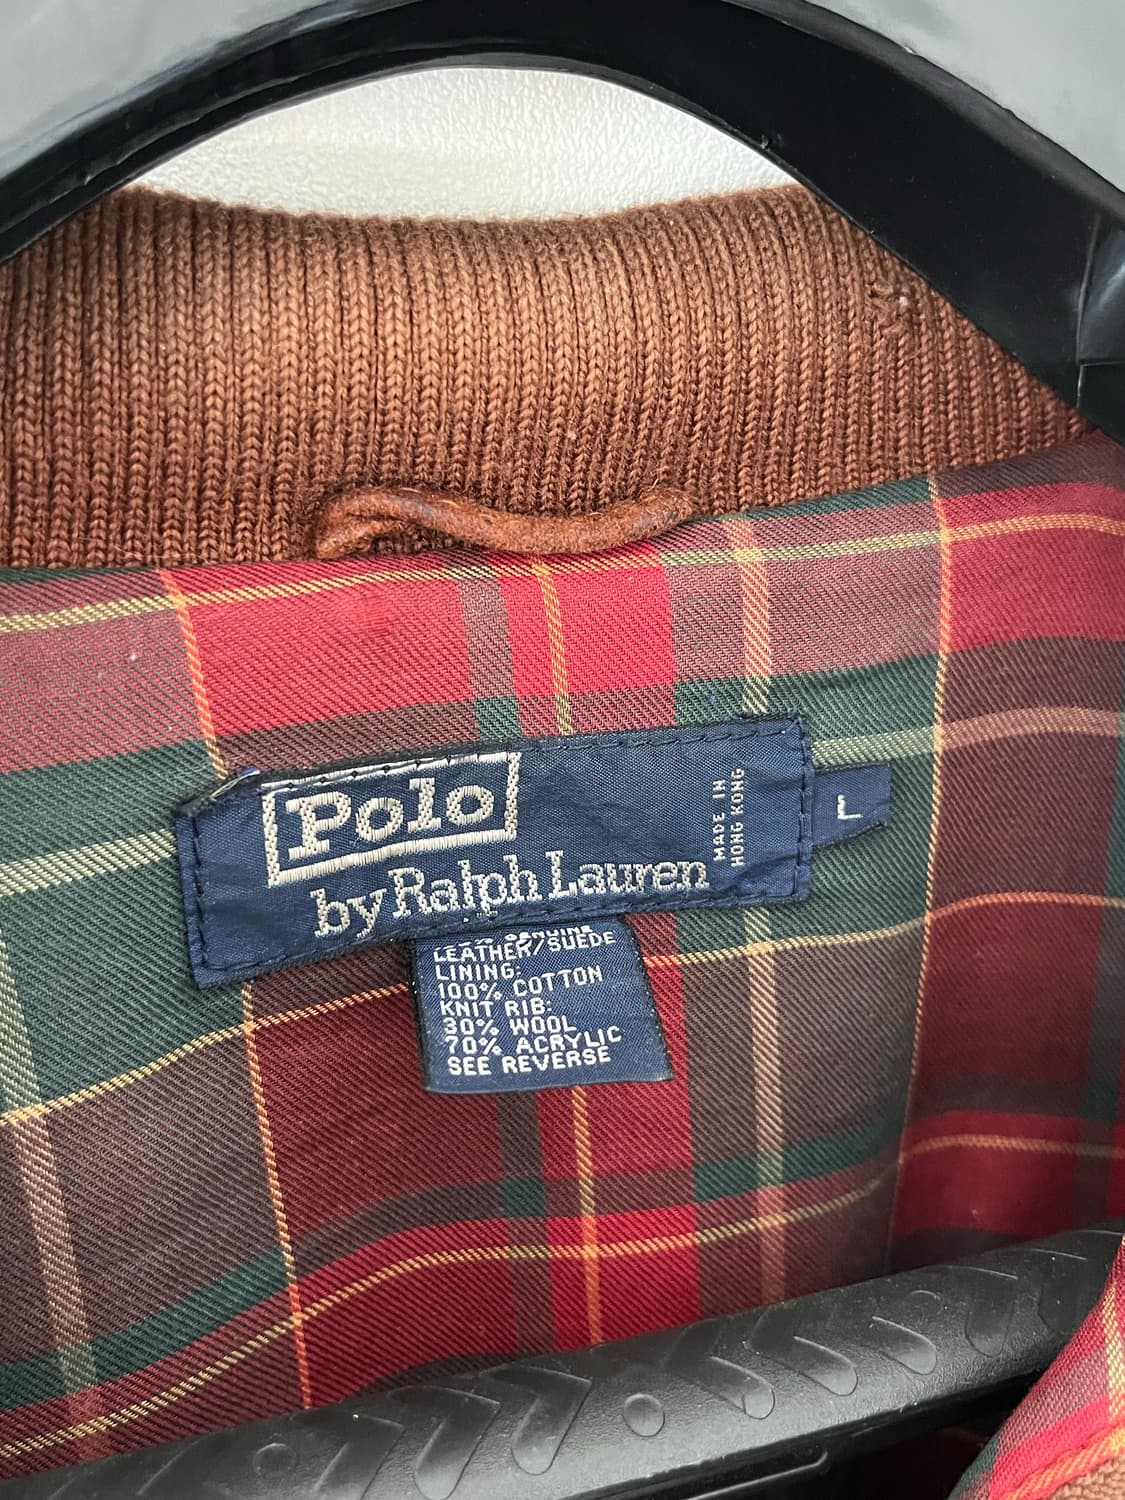 Polo
by Ralph Lauren
MADE IN
HONG KONG
L
GENUINE
LEATHER/SUEDE
LINING:
100% COTTON
KNIT RIB:
30% WOOL
70% ACRYLIC
SEE REVERSE